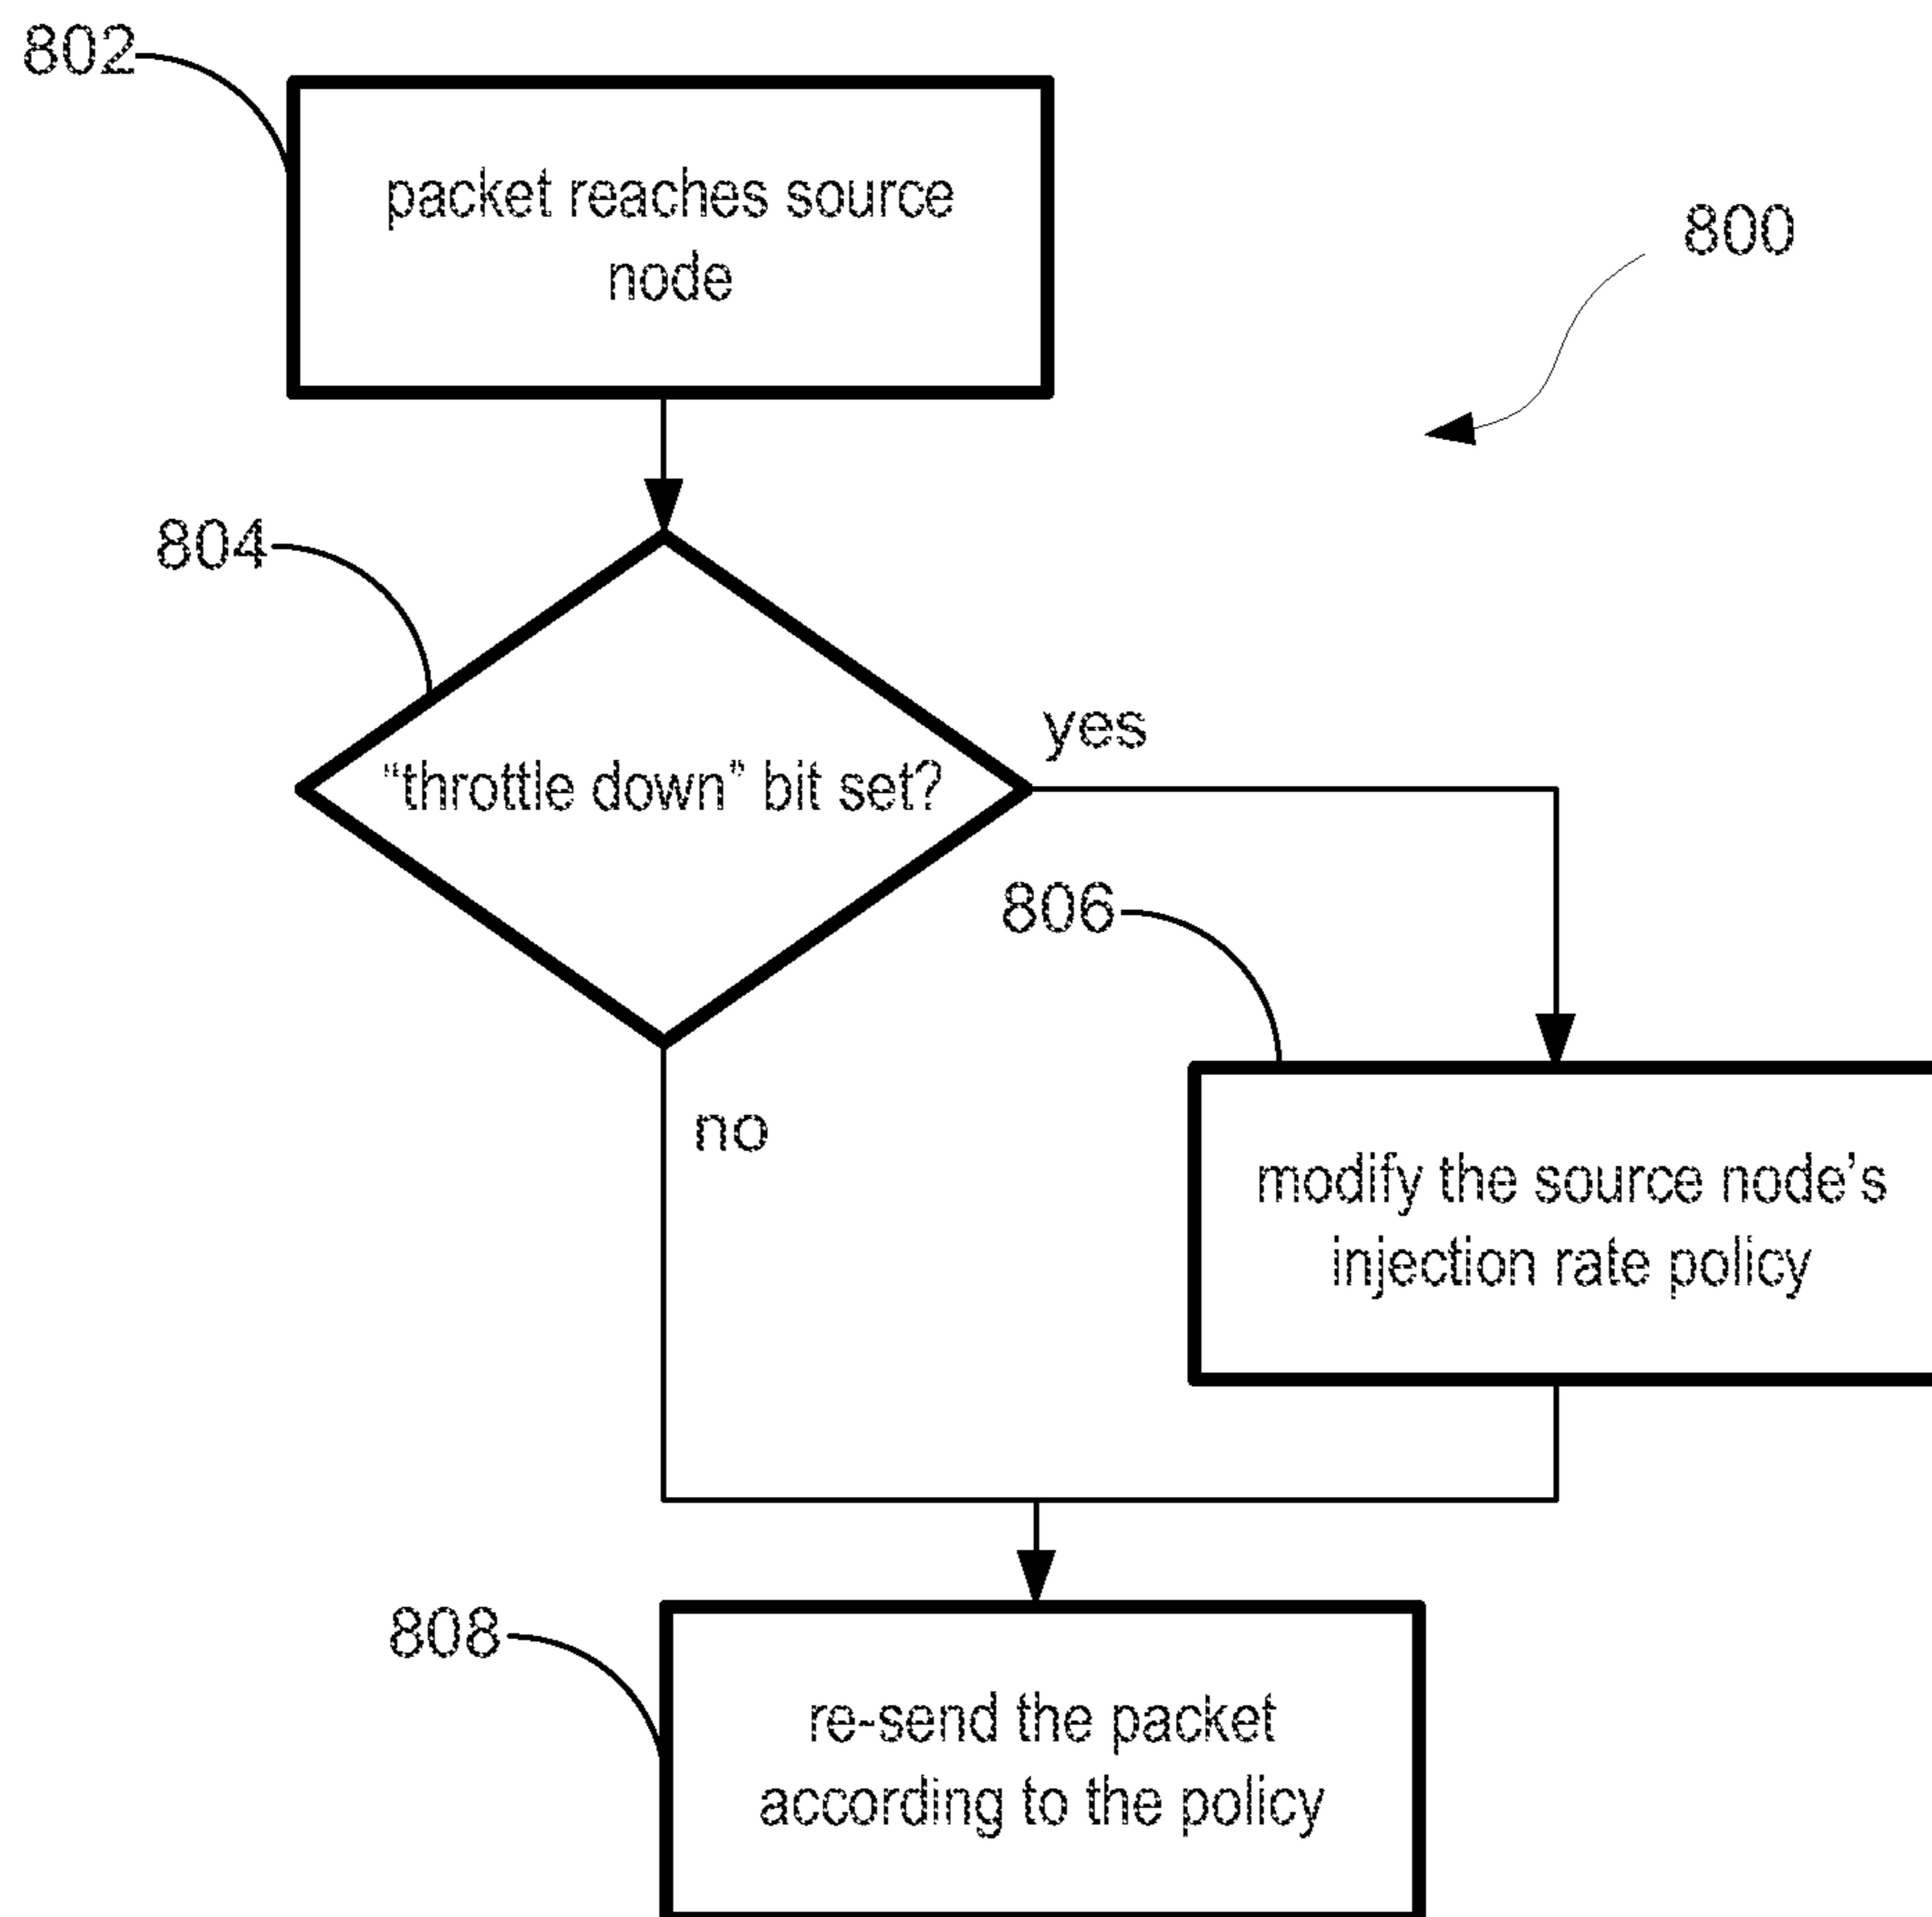 802
packet reaches source
node
800
804
“throttle down” bit set?
yes
806
no
modify the source node’s
injection rate policy
808
re-send the packet
according to the policy